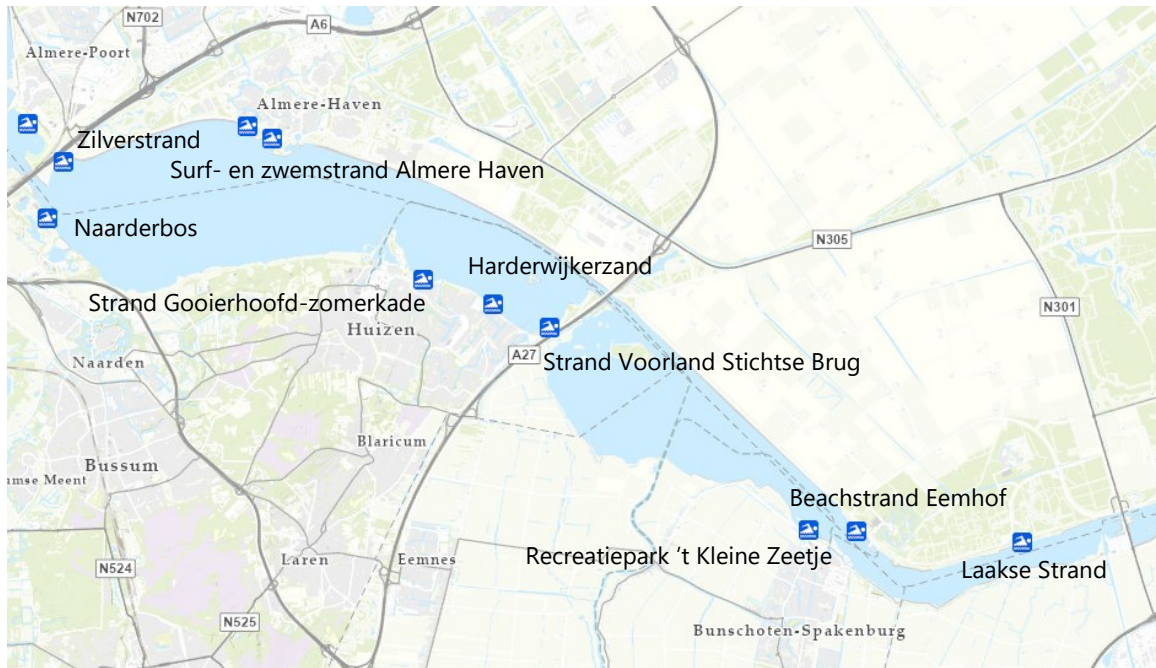 N702
A6
Almere-Poort
Almere-Haven
Zilverstrand
Surf- en zwemstrand Almere Haven
Naarderbos
N305
Harderwijkerzand
Strand Gooierhoofd-zomerkade
N301
Huizen
A27
Naarden
Strand Voorland Stichtse Brug
Blaricum
Bussum
umse Meent
Beachstrand Eemhof
Recreatiepark ‘t Kleine Zeetje
Laren
Eemnes
N524
Laakse Strand
N525
Bunschoten-Spakenburg